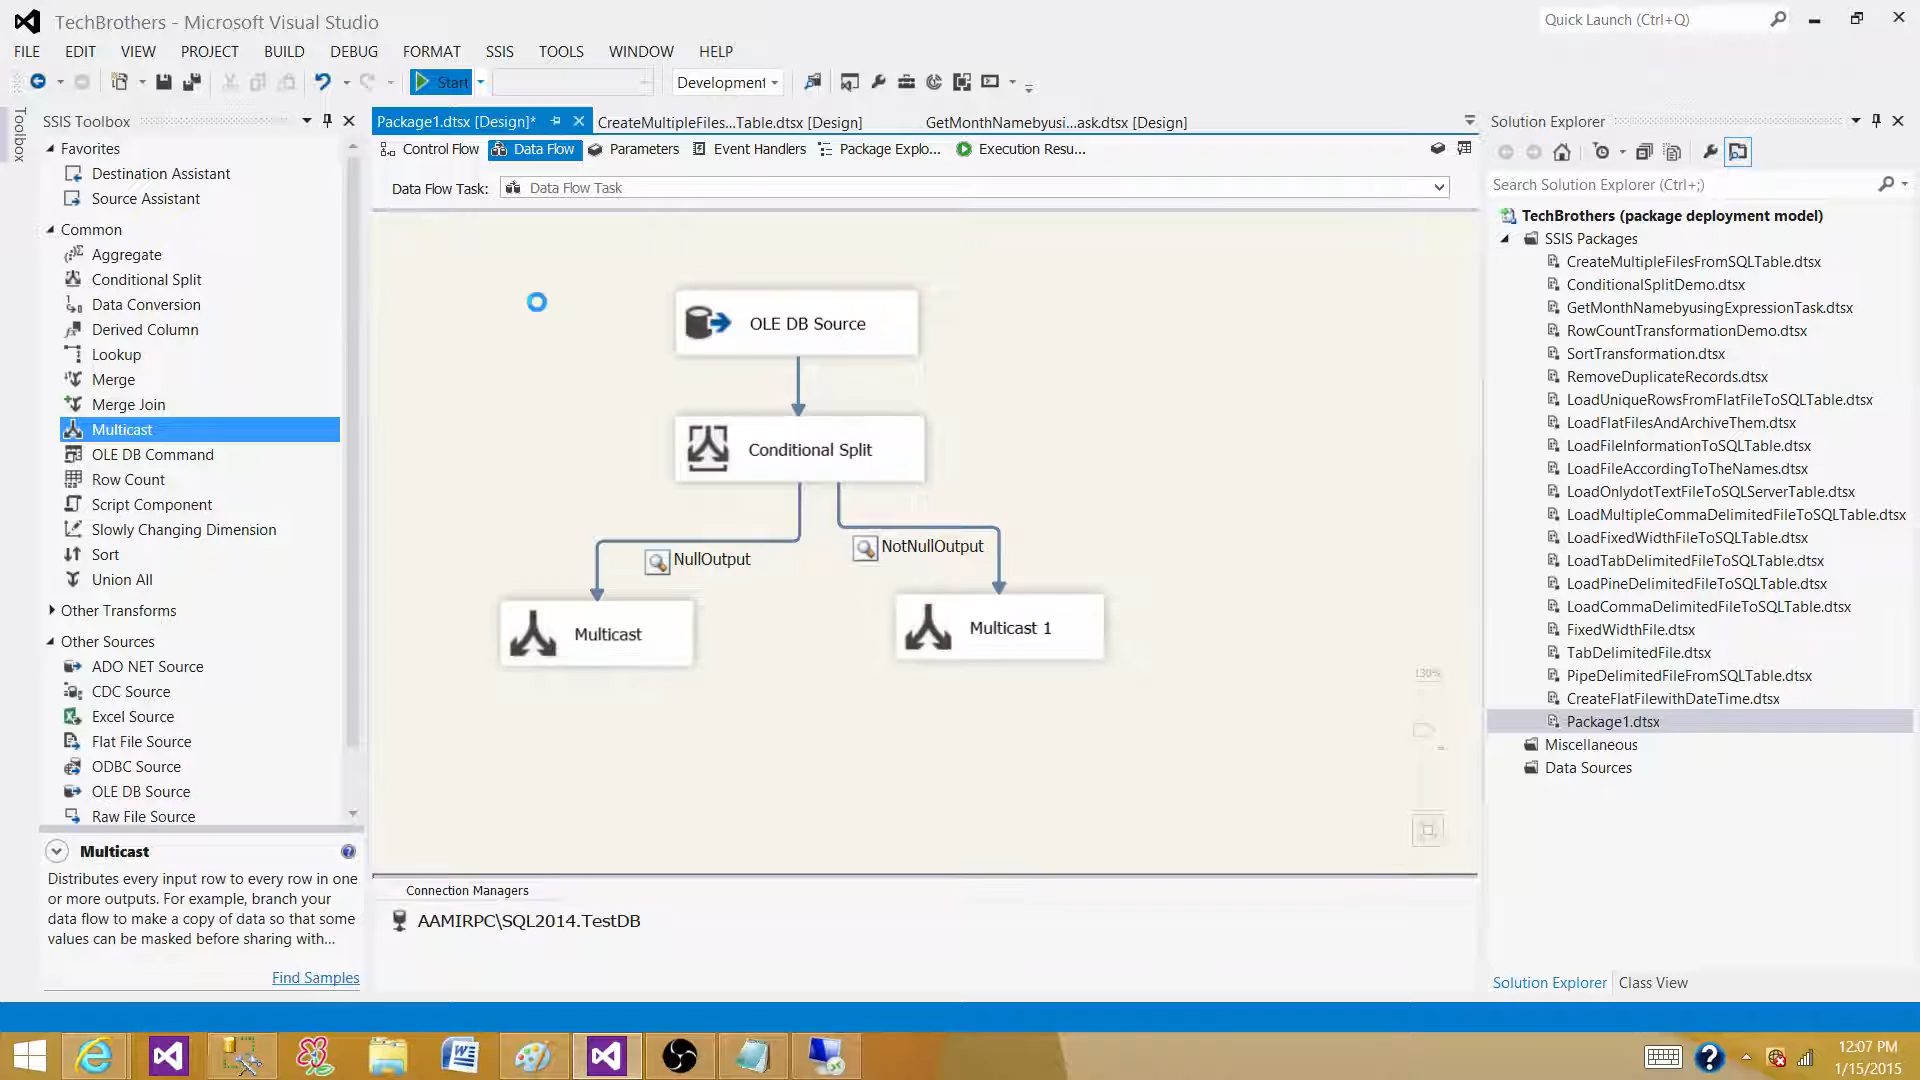 TechBrothers - Microsoft Visual Studio
Quick Launch (Ctrl+Q)
FILE EDIT VIEW PROJECT BUILD DEBUG FORMAT SSIS TOOLS WINDOW HELP
Start
Development
Toolbox
SSIS Toolbox
Favorites
Destination Assistant
Source Assistant
Common
Aggregate
Conditional Split
Data Conversion
Derived Column
Lookup
Merge
Merge Join
Multicast
OLE DB Command
Row Count
Script Component
Slowly Changing Dimension
Sort
Union All
Other Transforms
Other Sources
ADO NET Source
CDC Source
Excel Source
Flat File Source
ODBC Source
OLE DB Source
Raw File Source
Multicast
Distributes every input row to every row in one
or more outputs. For example, branch your
data flow to make a copy of data so that some
values can be masked before sharing with...
Find Samples
Package1.dtsx [Design]*
CreateMultipleFiles...Table.dtsx [Design]
GetMonthNamebyusi...ask.dtsx [Design]
Control Flow
Data Flow
Parameters
Event Handlers
Package Explo...
Execution Resu...
Data Flow Task:
Data Flow Task
OLE DB Source
Conditional Split
NullOutput
NotNullOutput
Multicast
Multicast 1
130%
Connection Managers
AAMIRPC\SQL2014.TestDB
Solution Explorer
Search Solution Explorer (Ctrl+;)
TechBrothers (package deployment model)
SSIS Packages
CreateMultipleFilesFromSQLTable.dtsx
ConditionalSplitDemo.dtsx
GetMonthNamebyusingExpressionTask.dtsx
RowCountTransformationDemo.dtsx
SortTransformation.dtsx
RemoveDuplicateRecords.dtsx
LoadUniqueRowsFromFlatFileToSQLTable.dtsx
LoadFlatFilesAndArchiveThem.dtsx
LoadFileInformationToSQLTable.dtsx
LoadFileAccordingToTheNames.dtsx
LoadOnlydotTextFileToSQLServerTable.dtsx
LoadMultipleCommaDelimitedFileToSQLTable.dtsx
LoadFixedWidthFileToSQLTable.dtsx
LoadTabDelimitedFileToSQLTable.dtsx
LoadPineDelimitedFileToSQLTable.dtsx
LoadCommaDelimitedFileToSQLTable.dtsx
FixedWidthFile.dtsx
TabDelimitedFile.dtsx
PipeDelimitedFileFromSQLTable.dtsx
CreateFlatFilewithDateTime.dtsx
Package1.dtsx
Miscellaneous
Data Sources
Solution Explorer
Class View
12:07 PM
1/15/2015